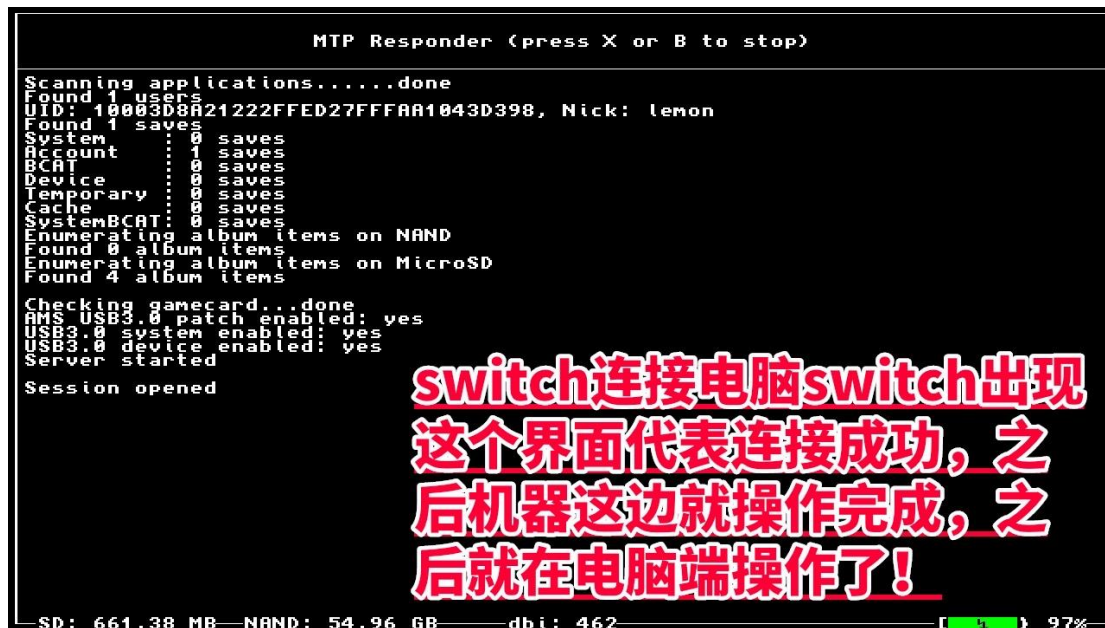 MTP Responder (press X or B to stop)
Scanning applications......done
Found 1 users
UID: 10003D8A21222FFED27FFFAA1043D398, Nick: lemon
Found 1 saves
System    : 0 saves
Account   : 1 saves
BCAT      : 0 saves
Device    : 0 saves
Temporary : 0 saves
Cache     : 0 saves
SystemBCAT: 0 saves
Enumerating album items on NAND
Found 0 album items
Enumerating album items on MicroSD
Found 4 album items
Checking gamecard...done
AMS USB3.0 patch enabled: yes
USB3.0 system enabled: yes
USB3.0 device enabled: yes
Server started
Session opened
switch连接电脑switch出现
这个界面代表连接成功，之
后机器这边就操作完成，之
后就在电脑端操作了！
SD: 661.38 MB NAND: 54.96 GB dbi: 462 97%